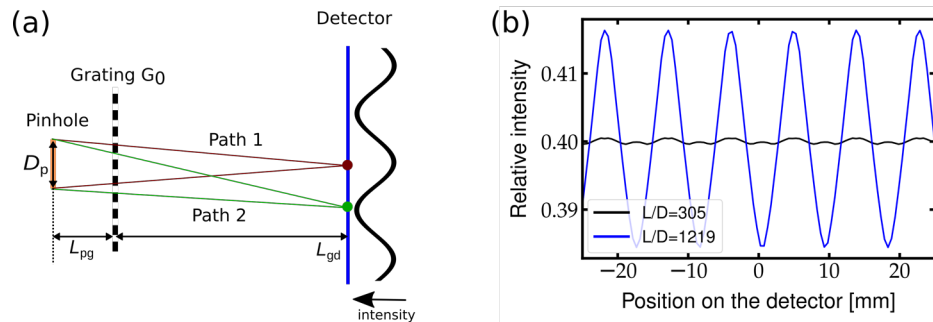 (a)
Detector
Grating G0
Pinhole
Path 1
Dp
Path 2
Lpg
Lgd
intensity
(b)
Relative intensity
0.41
0.40
0.39
L/D=305
L/D=1219
−20
−10
0
10
20
Position on the detector [mm]